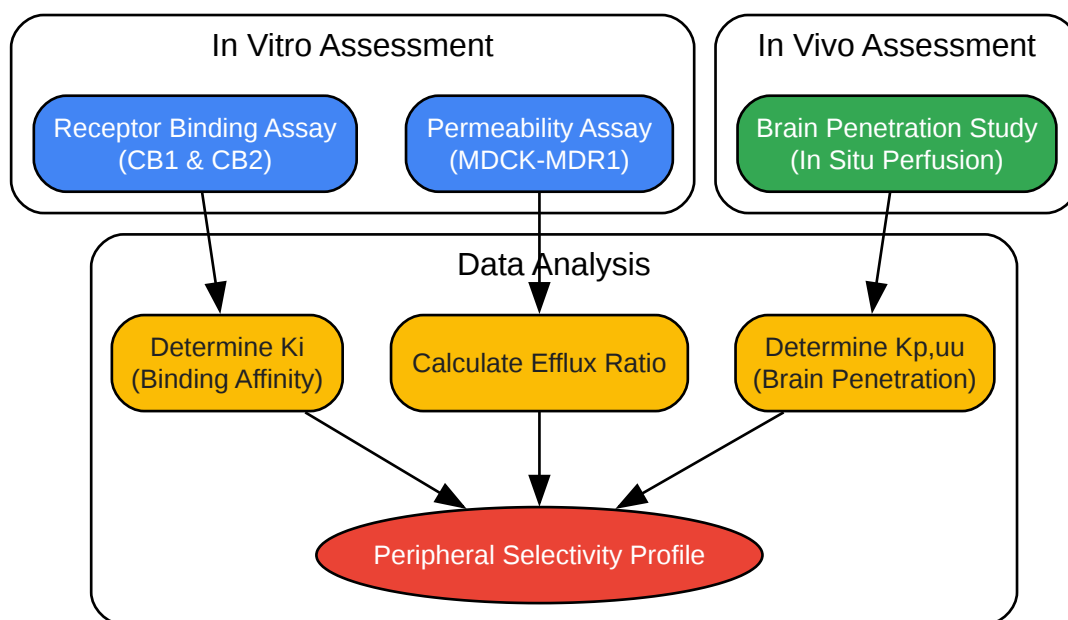 In Vitro Assessment
In Vivo Assessment
Receptor Binding Assay
(CB1 & CB2)
Permeability Assay
(MDCK-MDR1)
Brain Penetration Study
(In Situ Perfusion)
Data Analysis
Determine Ki
(Binding Affinity)
Calculate Efflux Ratio
Determine Kp,uu
(Brain Penetration)
Peripheral Selectivity Profile